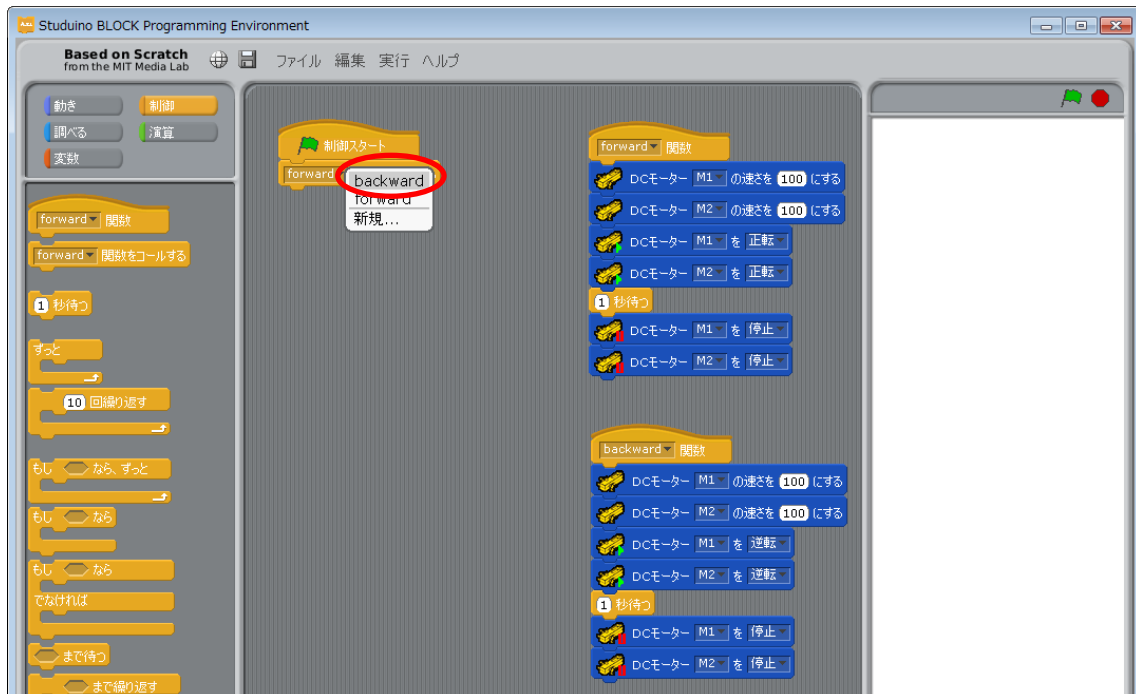 Studuino BLOCK Programming Environment
Based on Scratch
from the MIT Media Lab
ファイル 編集 実行 ヘルプ
動き
制御
調べる
演算
変数
forward 関数
forward 関数をコールする
1 秒待つ
ずっと
10 回繰り返す
もし なら、ずっと
もし なら
もし なら
でなければ
まで待つ
まで繰り返す
制御スタート
forward
backward
forward
新規...
forward 関数
DCモーター M1 の速さを 100 にする
DCモーター M2 の速さを 100 にする
DCモーター M1 を 正転
DCモーター M2 を 正転
1 秒待つ
DCモーター M1 を 停止
DCモーター M2 を 停止
backward 関数
DCモーター M1 の速さを 100 にする
DCモーター M2 の速さを 100 にする
DCモーター M1 を 逆転
DCモーター M2 を 逆転
1 秒待つ
DCモーター M1 を 停止
DCモーター M2 を 停止